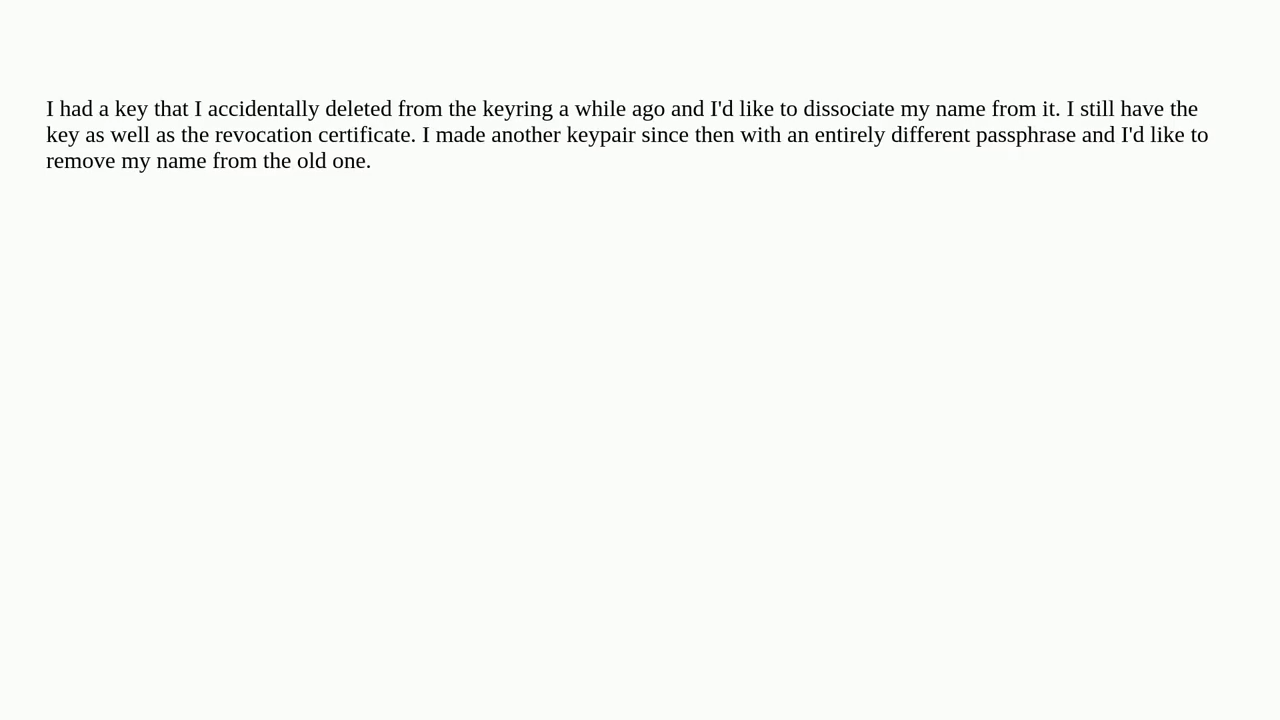 I had a key that I accidentally deleted from the keyring a while ago and I'd like to dissociate my name from it. I still have the
key as well as the revocation certificate. I made another keypair since then with an entirely different passphrase and I'd like to
remove my name from the old one.